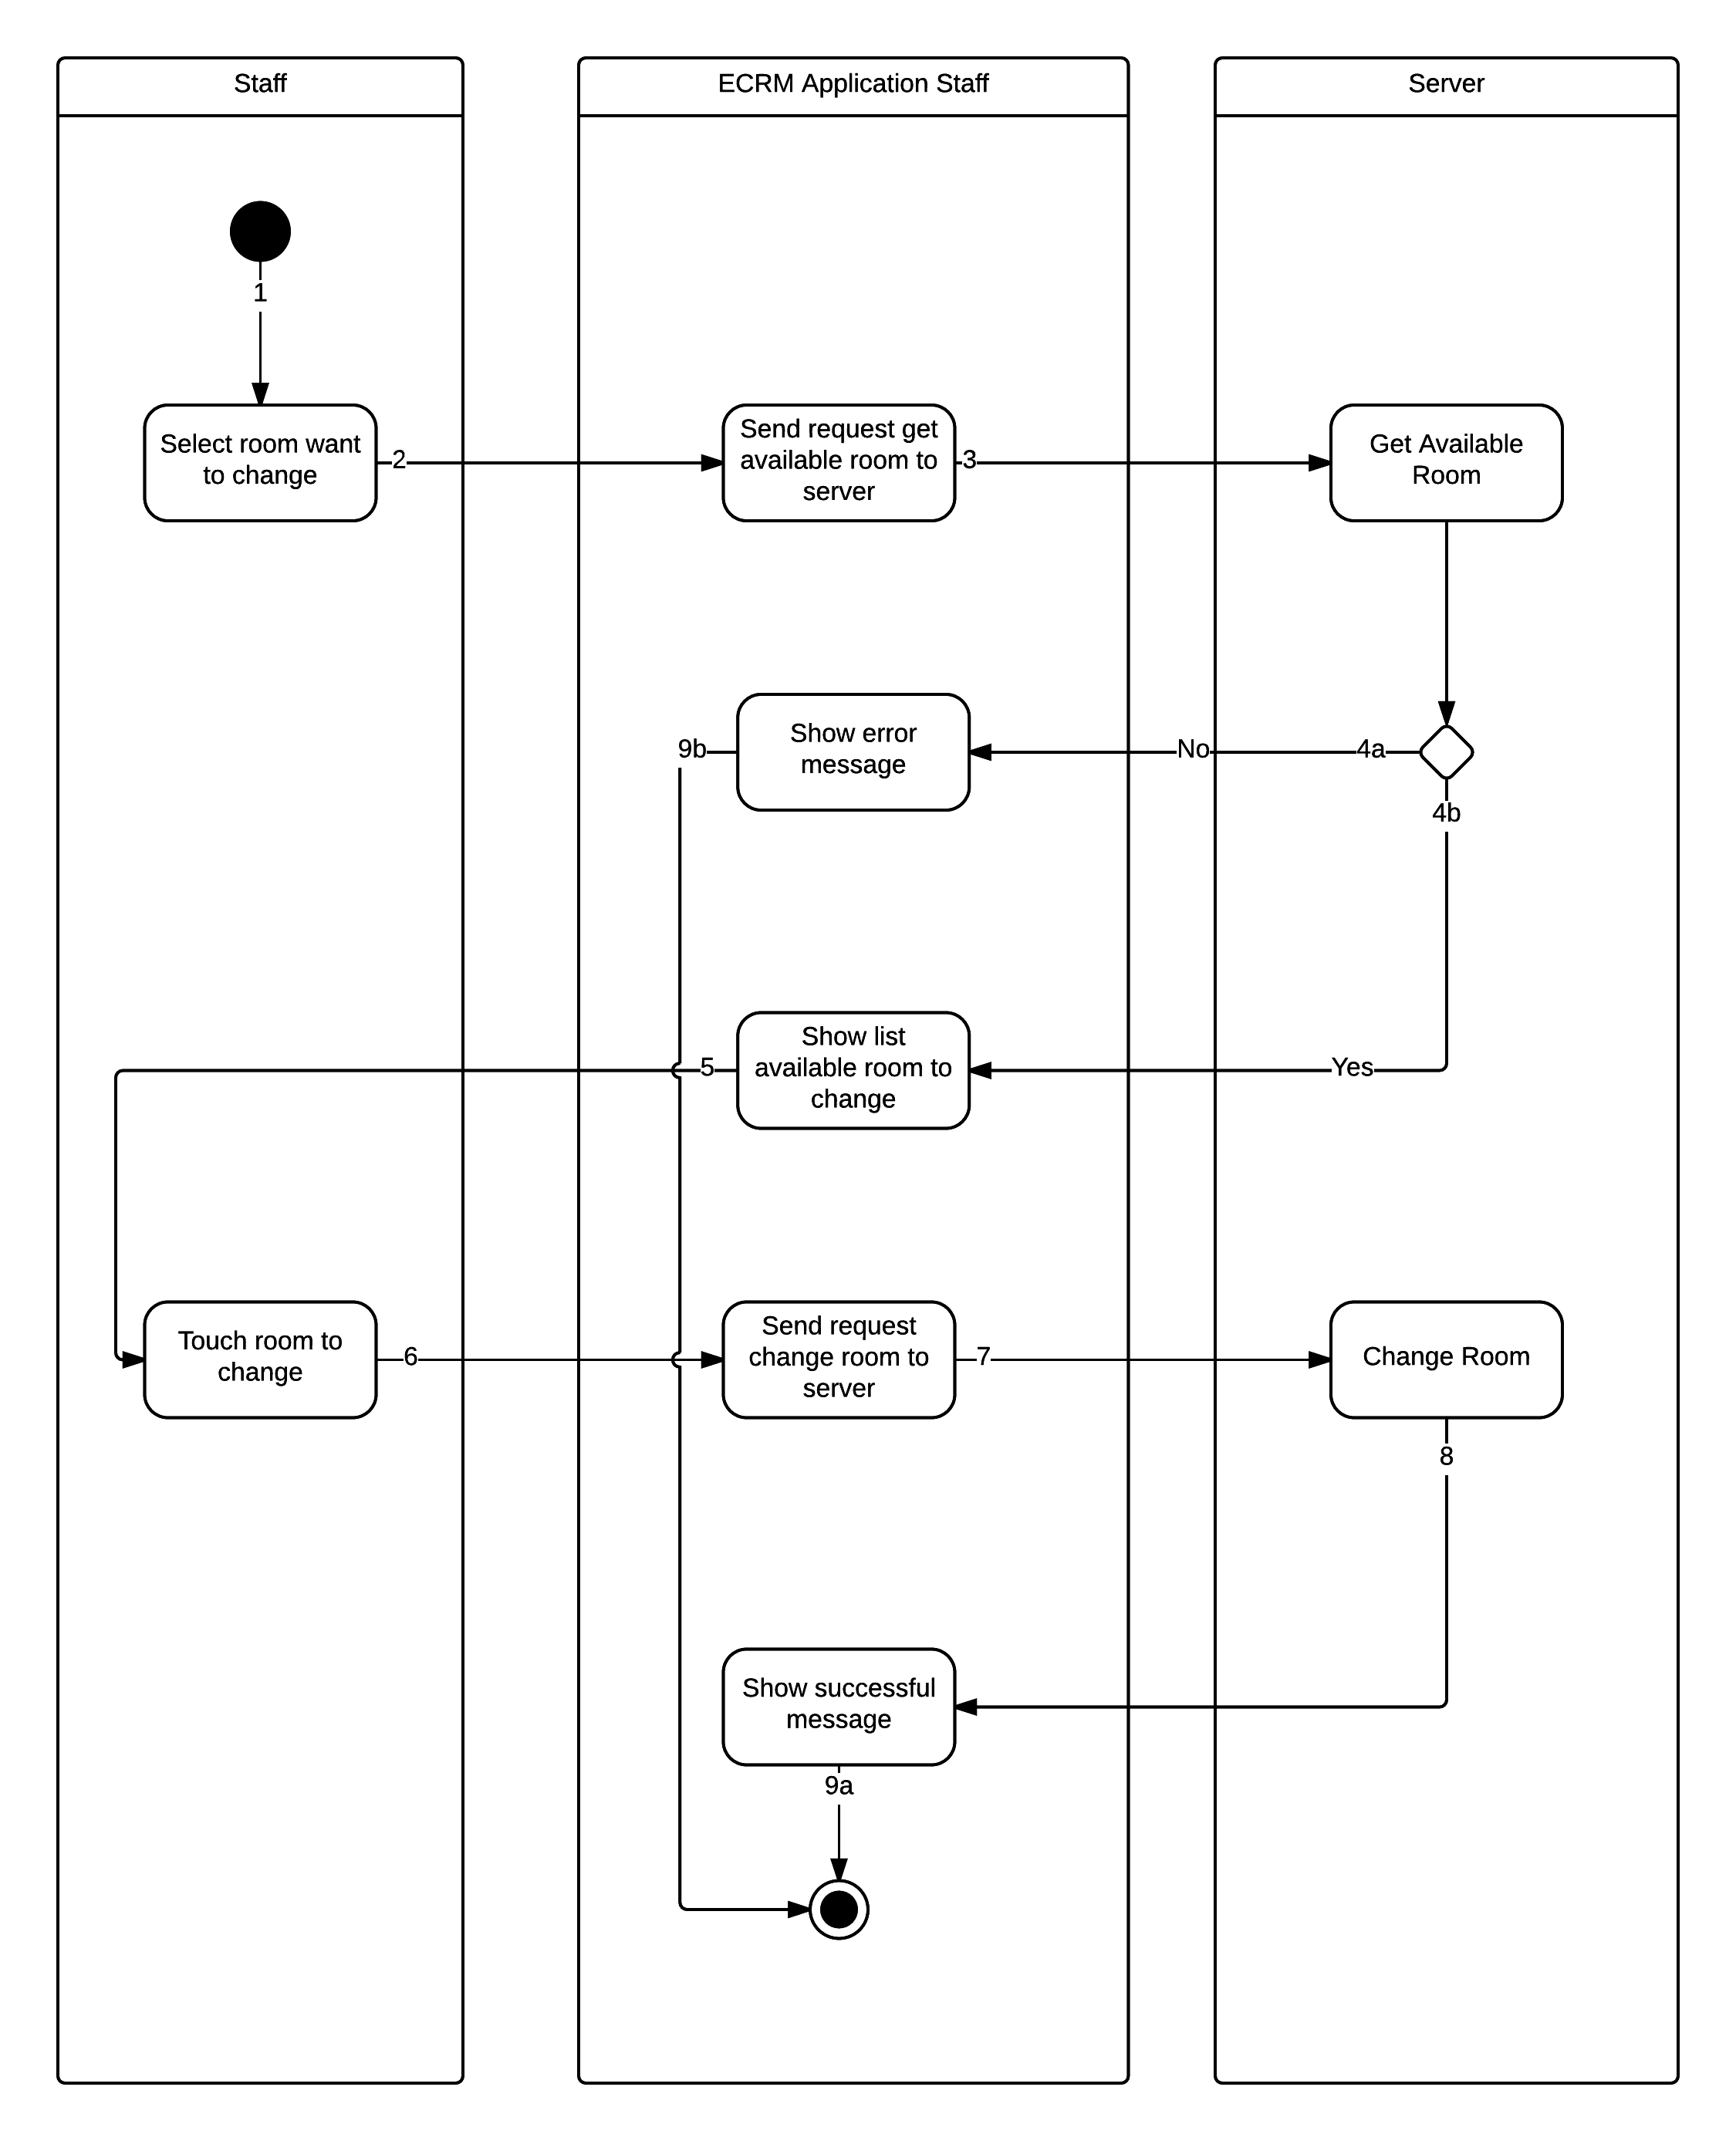 Staff
ECRM Application Staff
Server
1
Select room want
to change
2
Send request get
available room to
server
3
Get Available
Room
9b
Show error
message
No
4a
4b
5
Show list
available room to
change
Yes
Touch room to
change
6
Send request
change room to
server
7
Change Room
8
Show successful
message
9a